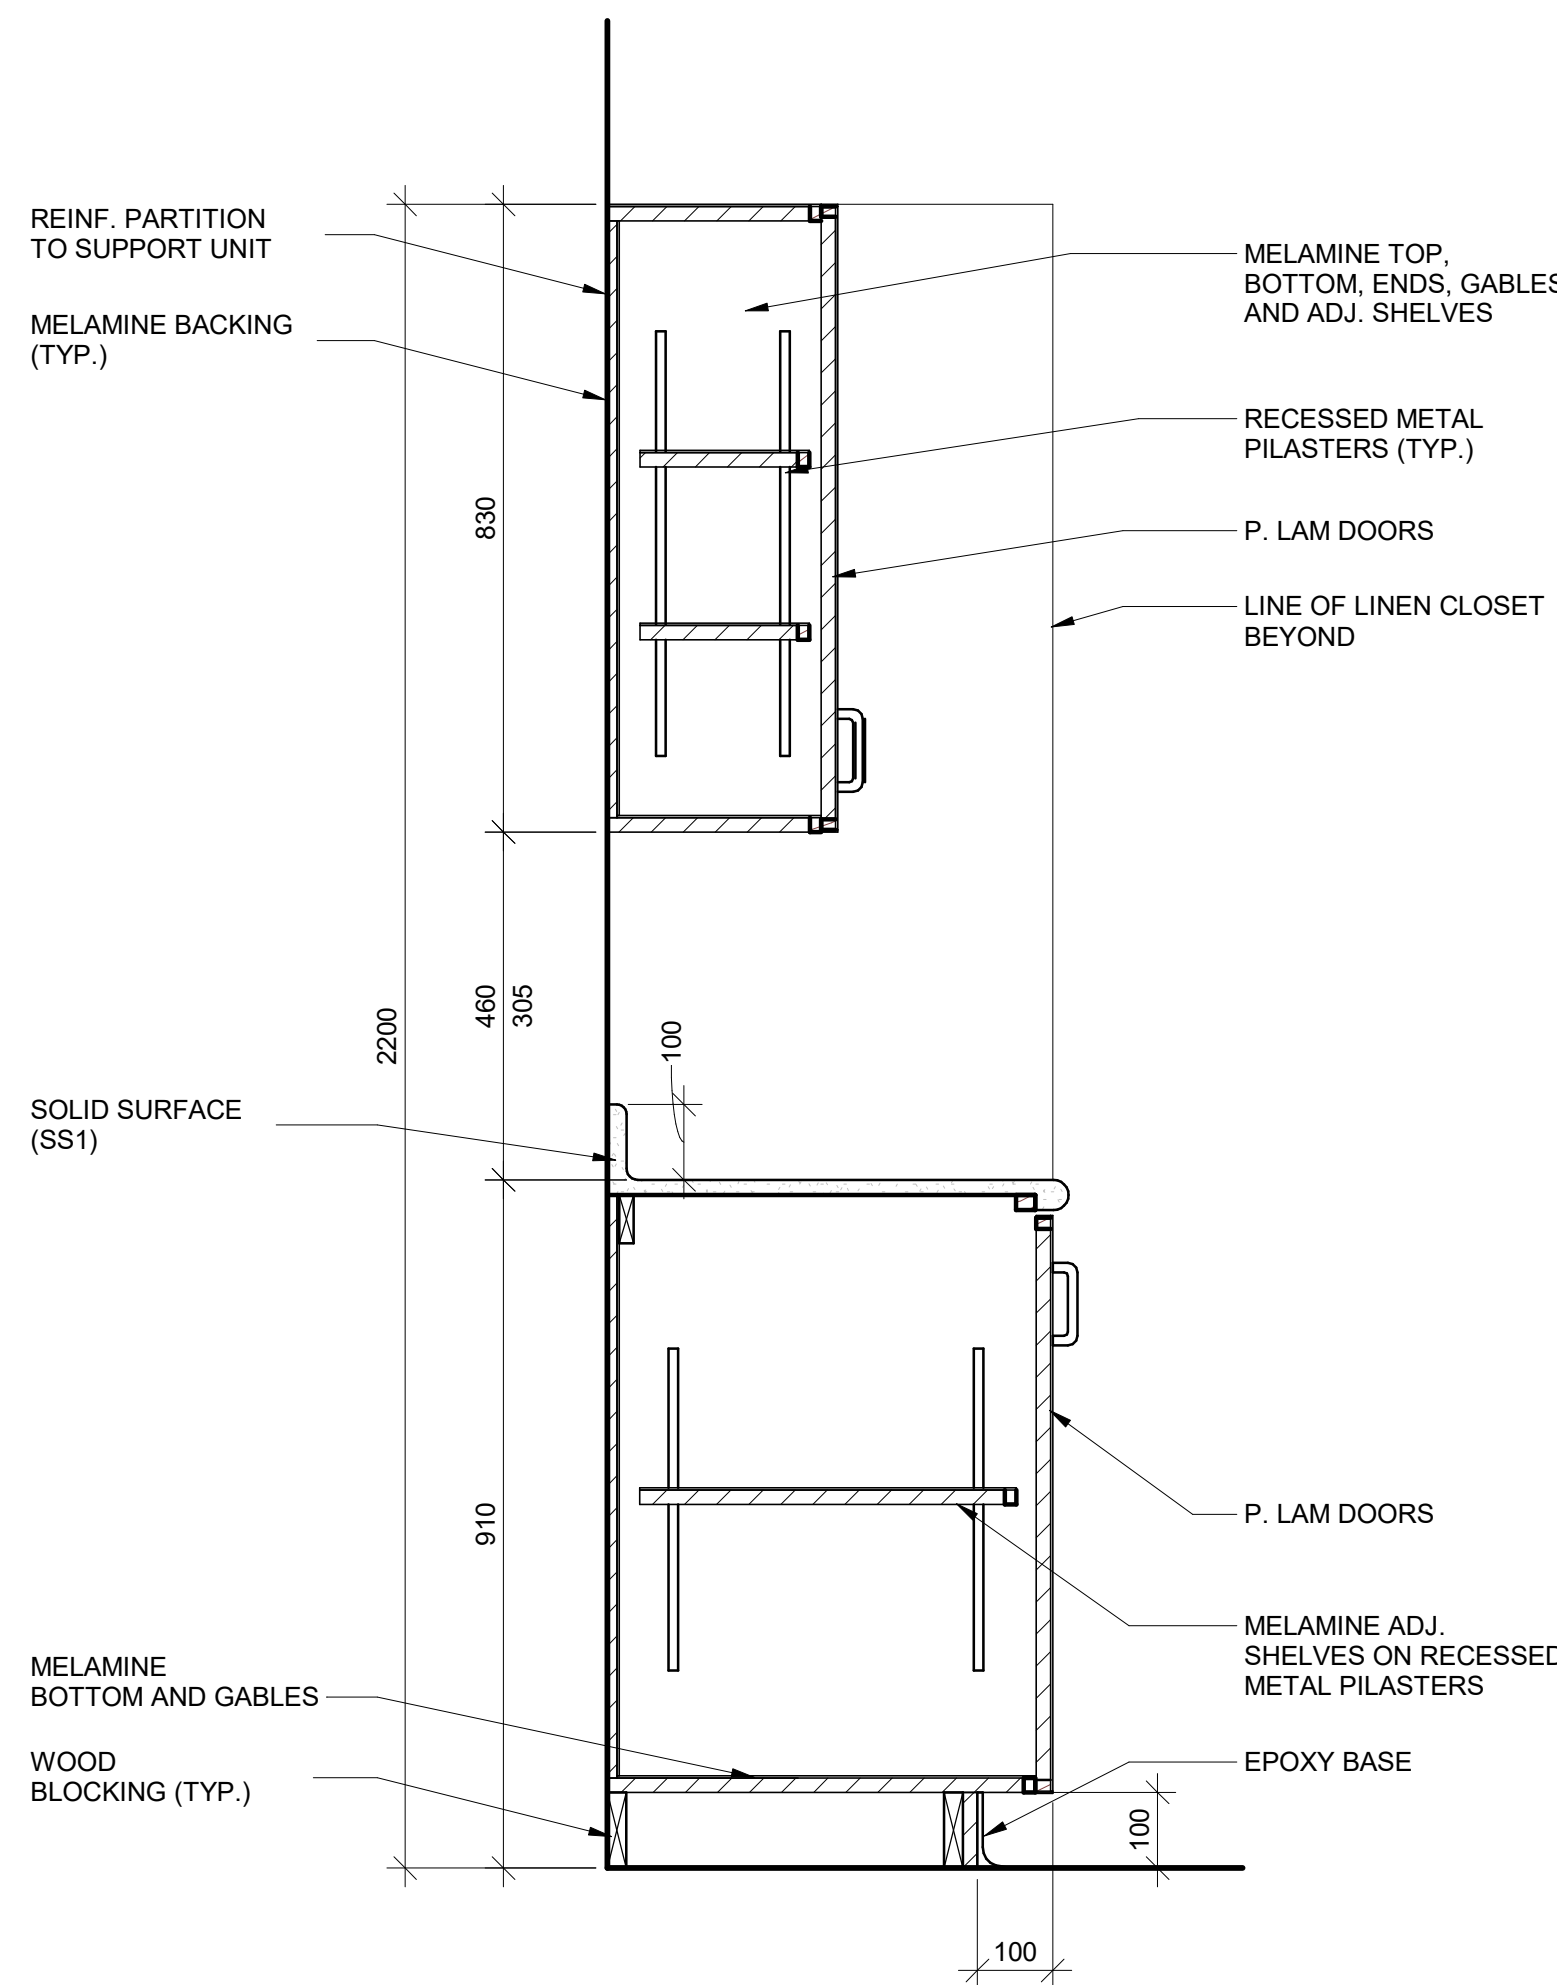 REINF. PARTITION
TO SUPPORT UNIT
MELAMINE BACKING
(TYP.)
SOLID SURFACE
(SS1)
MELAMINE
BOTTOM AND GABLES
WOOD
BLOCKING (TYP.)
2200
830
460
305
910
100
MELAMINE TOP,
BOTTOM, ENDS, GABLES
AND ADJ. SHELVES
RECESSED METAL
PILASTERS (TYP.)
P. LAM DOORS
LINE OF LINEN CLOSET
BEYOND
P. LAM DOORS
MELAMINE ADJ.
SHELVES ON RECESSED
METAL PILASTERS
EPOXY BASE
100
100